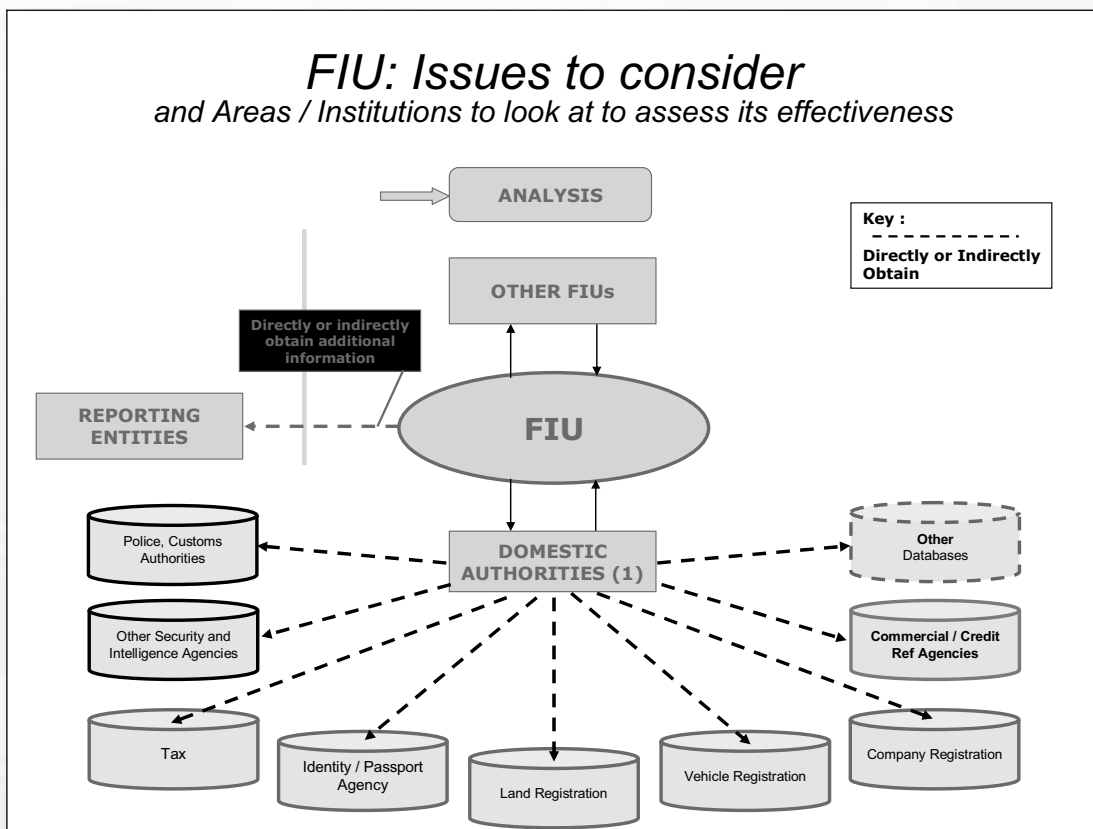 FIU: Issues to consider
and Areas / Institutions to look at to assess its effectiveness
ANALYSIS
Key :
Directly or Indirectly
Obtain
OTHER FIUs
Directly or indirectly
obtain additional
information
REPORTING
ENTITIES
FIU
Police, Customs
Authorities
DOMESTIC
AUTHORITIES (1)
Other
Databases
Other Security and
Intelligence Agencies
Commercial / Credit
Ref Agencies
Tax
Identity / Passport
Agency
Land Registration
Vehicle Registration
Company Registration